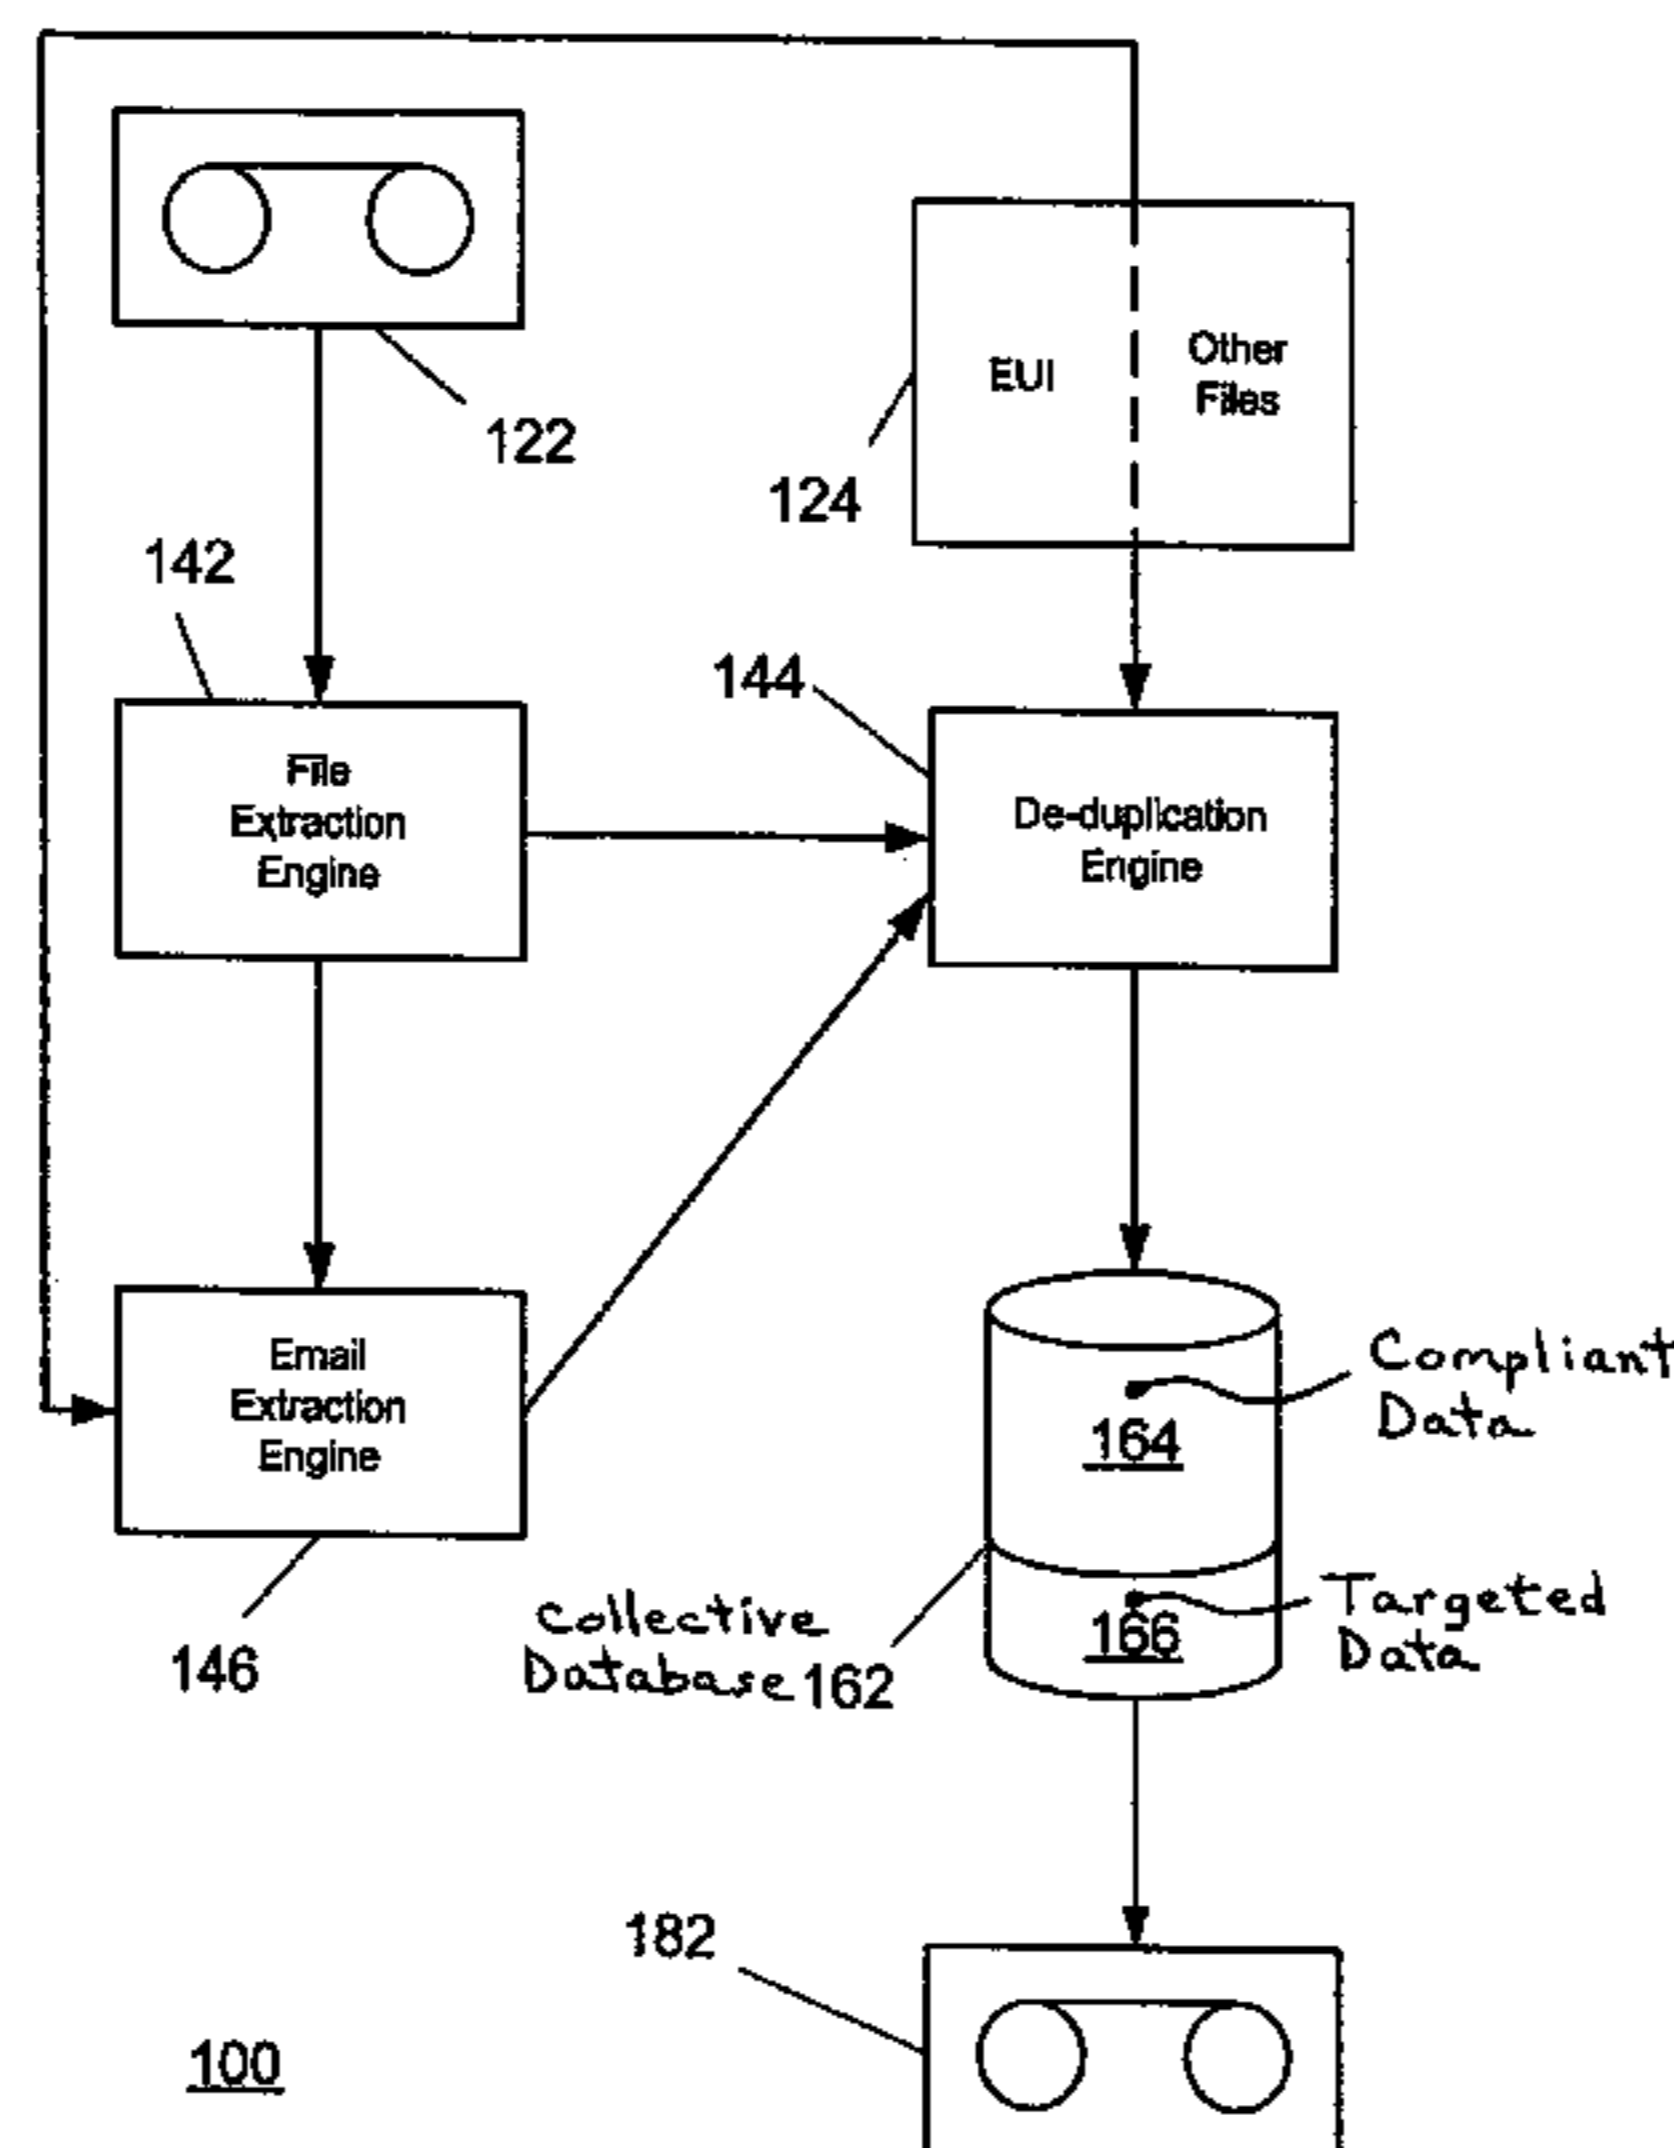 EUI
Other
Files
122
124
142
144
File
Extraction
Engine
De-duplication
Engine
Email
Extraction
Engine
Compliant
Data
164
Collective
Database 162
Targeted
Data
166
146
182
100